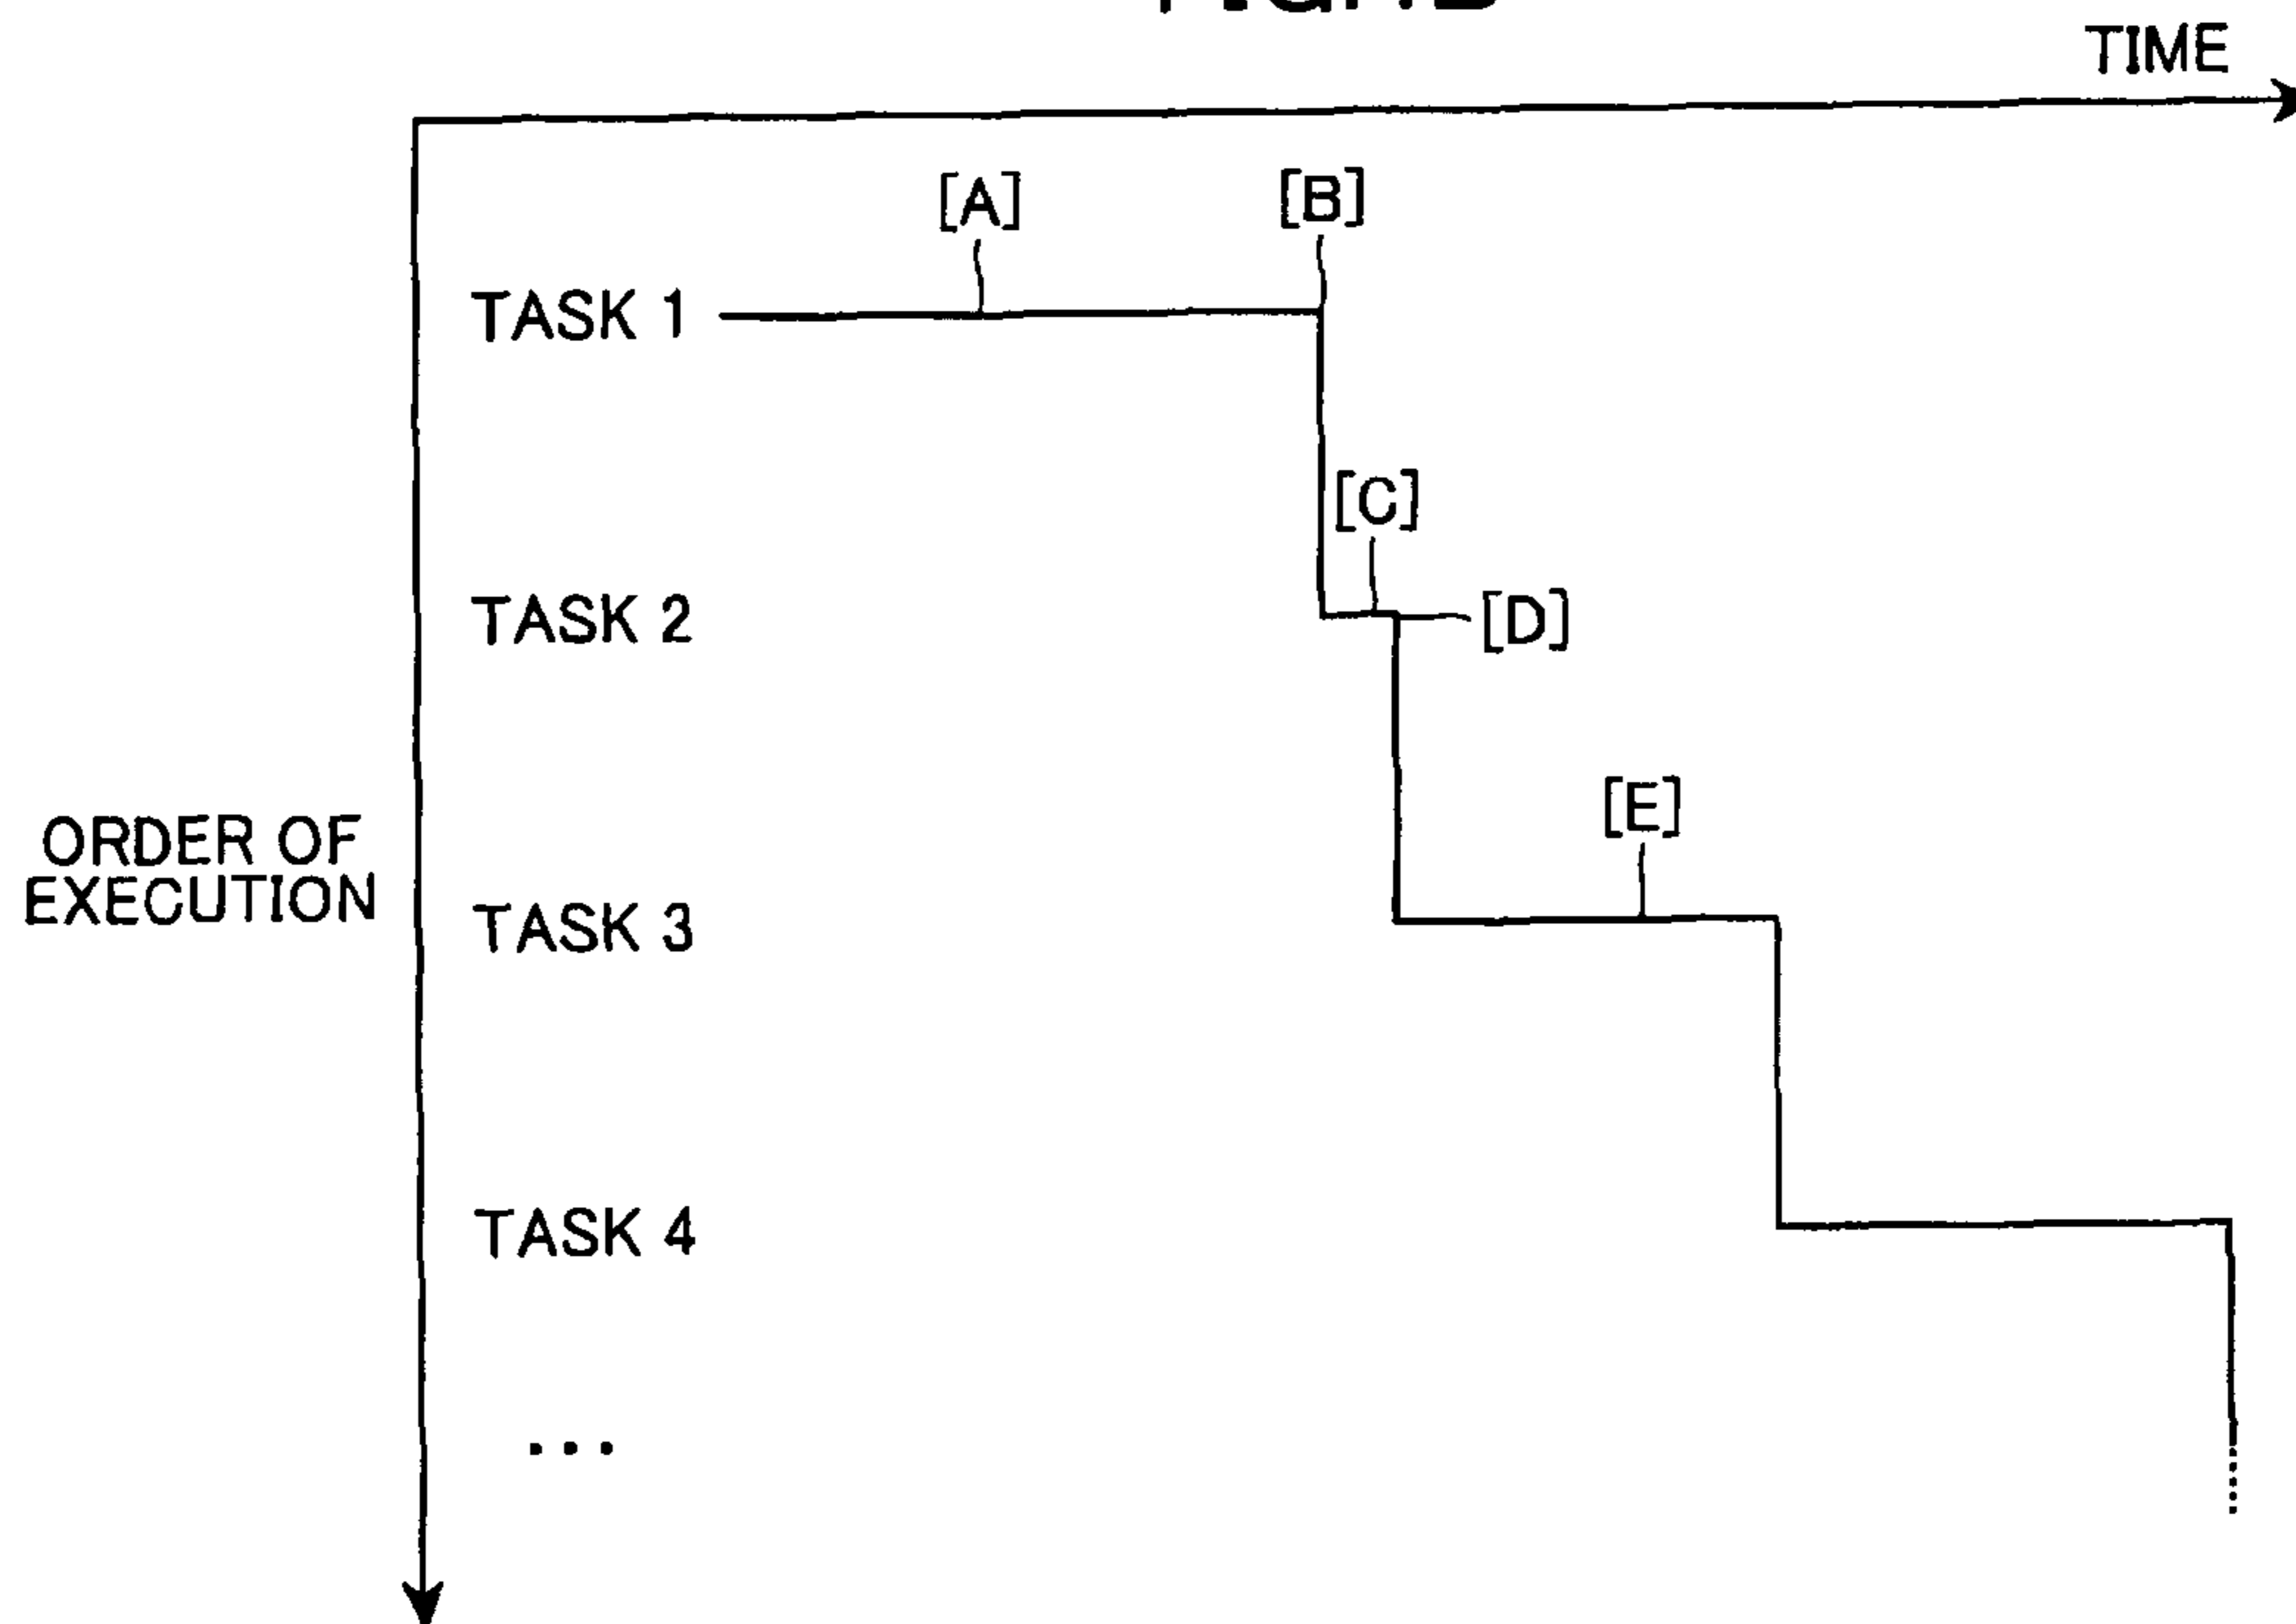 TIME
[A]
[B]
TASK 1
[C]
TASK 2
[D]
[E]
ORDER OF
EXECUTION
TASK 3
TASK 4
...